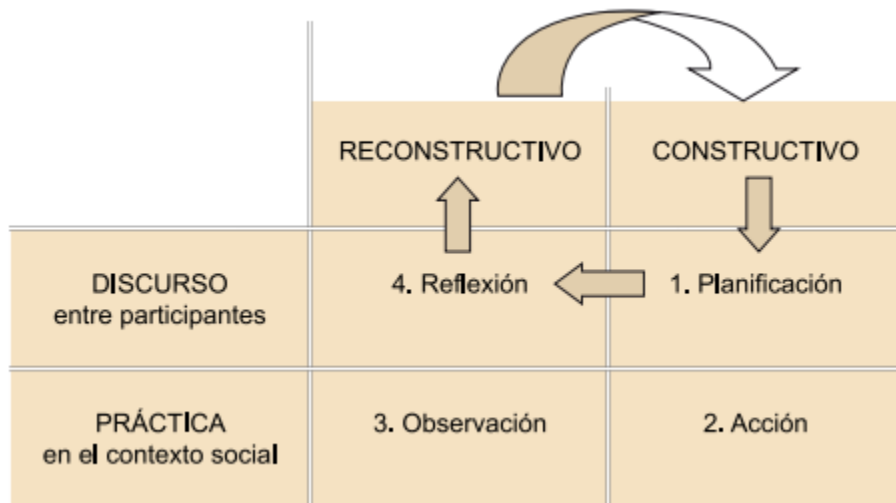 RECONSTRUCTIVO
CONSTRUCTIVO
DISCURSO
entre participantes
4. Reflexión
1. Planificación
PRÁCTICA
en el contexto social
3. Observación
2. Acción